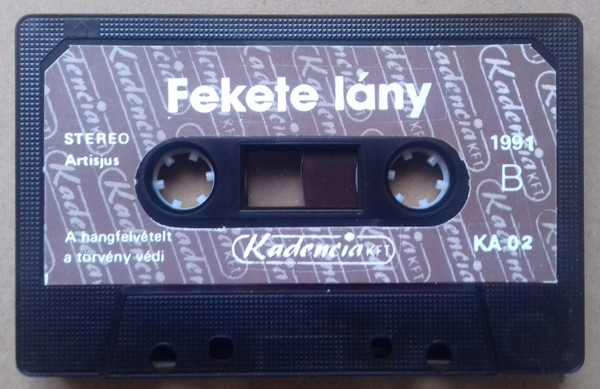 Fekete lány
STEREO
Artisjus
1991
B
A hangfelvételt
a törvény védi
Kadencia KFT
KA 02